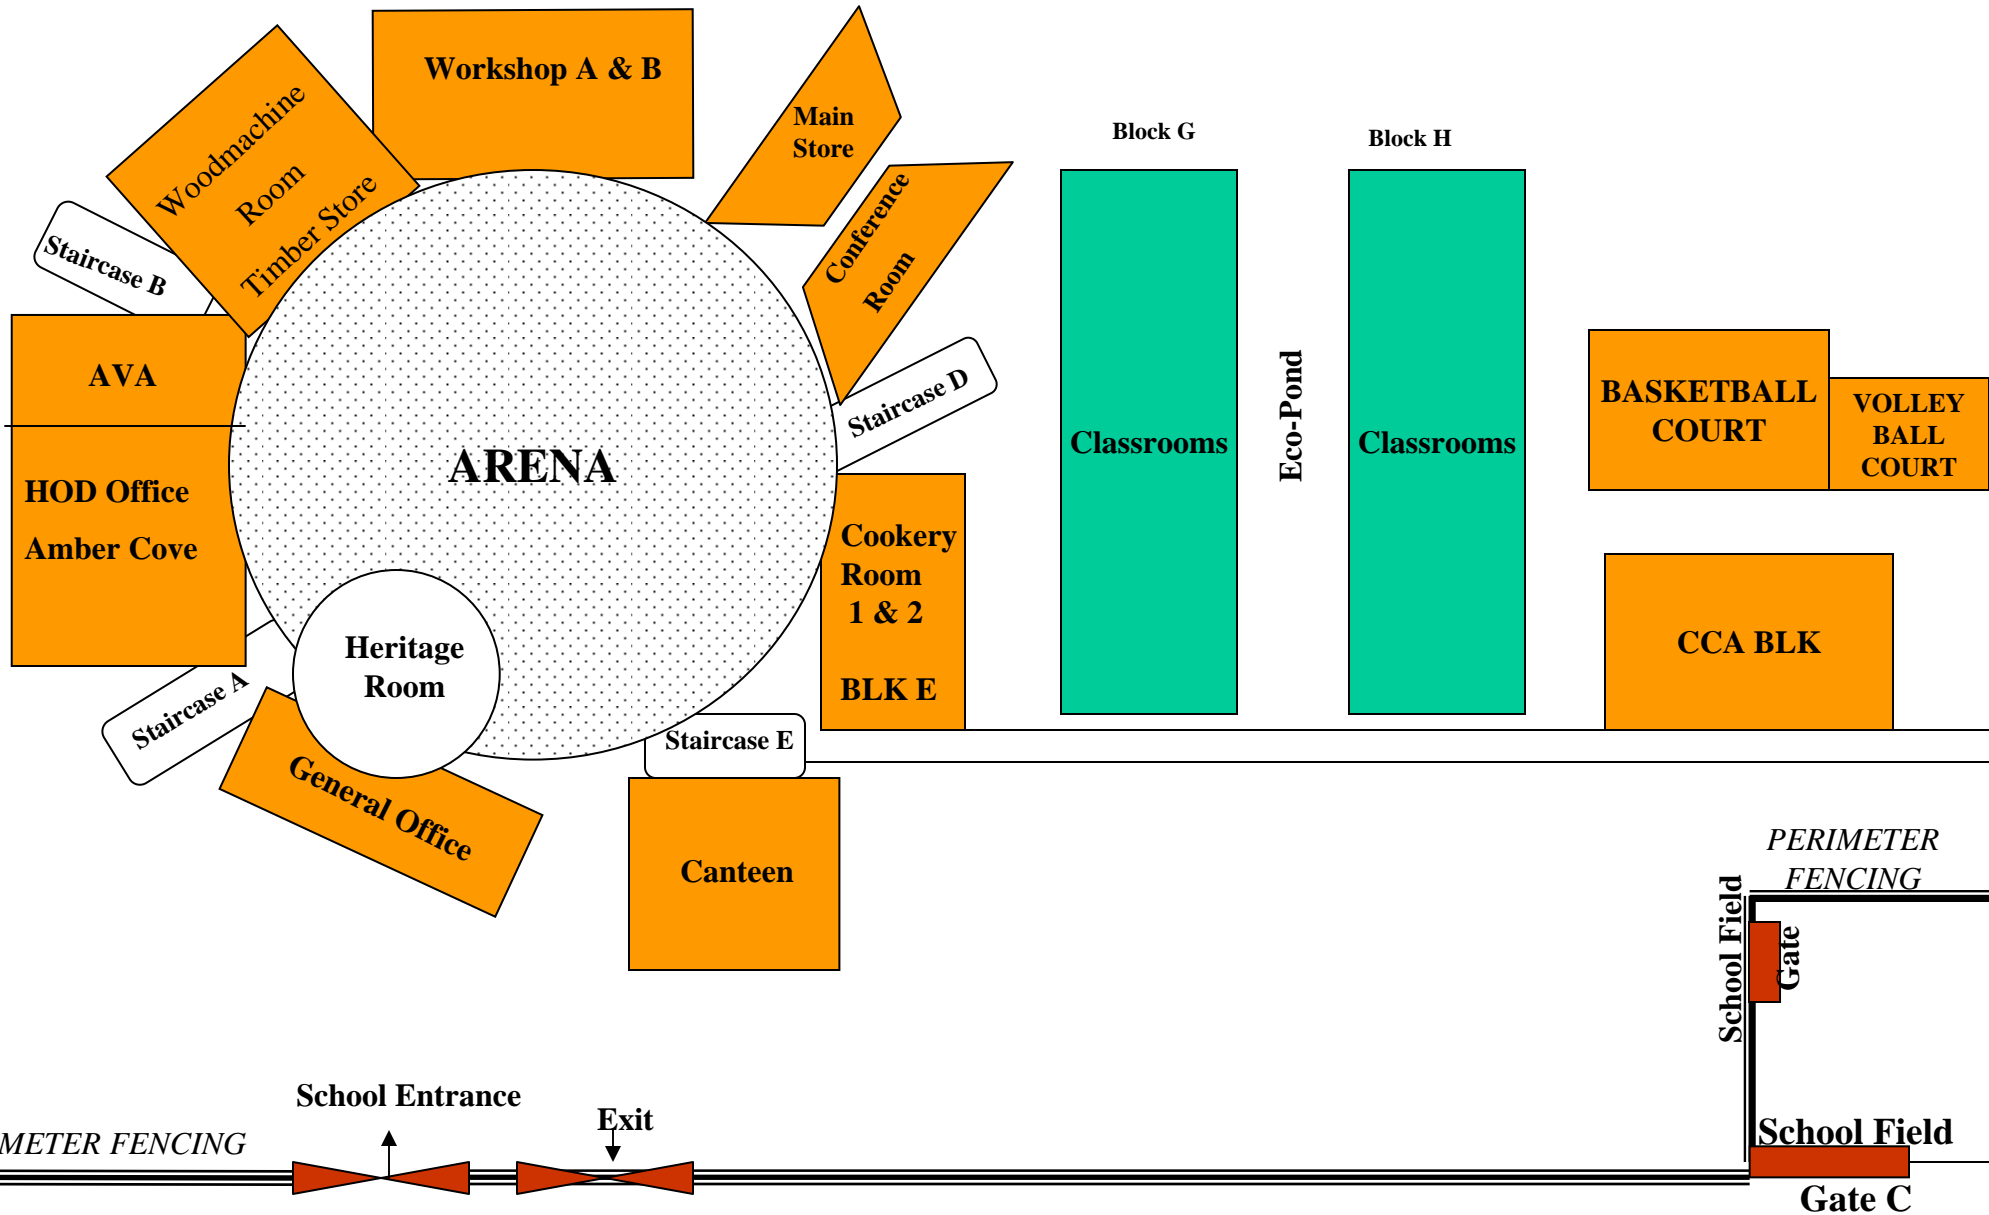 Workshop A & B
Woodmachine
Room
Timber Store
Main
Store
Conference
Room
Block G
Block H
Staircase B
AVA
HOD Office
Amber Cove
ARENA
Staircase D
Classrooms
Eco-Pond
Classrooms
BASKETBALL
COURT
VOLLEY
BALL
COURT
Cookery
Room
1 & 2
BLK E
CCA BLK
Heritage
Room
Staircase A
General Office
Staircase E
Canteen
PERIMETER
FENCING
School Field
Gate
School Entrance
Exit
METER FENCING
School Field
Gate C